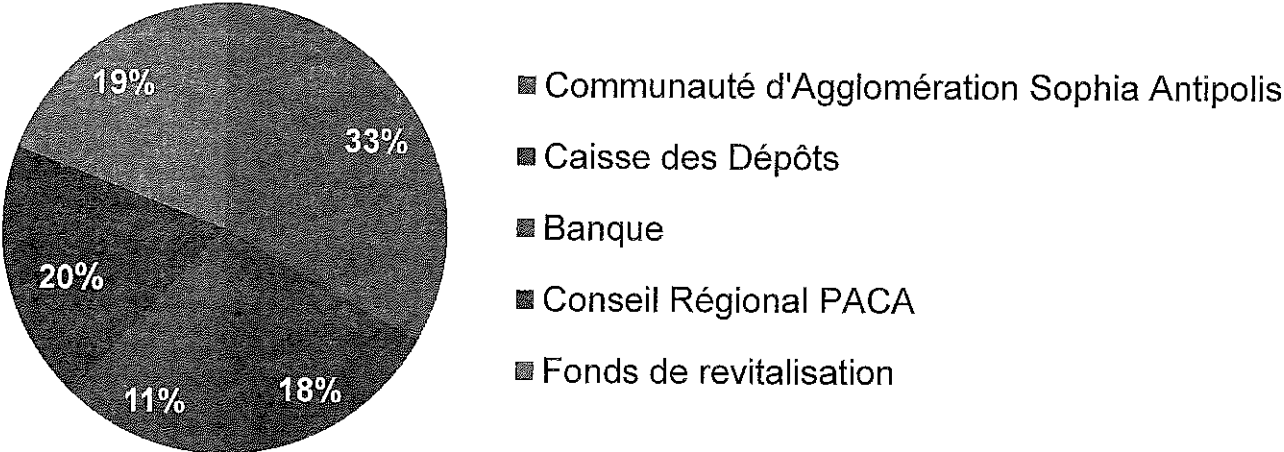 19%
33%
20%
11%
18%
Communauté d'Agglomération Sophia Antipolis
Caisse des Dépôts
Banque
Conseil Régional PACA
Fonds de revitalisation